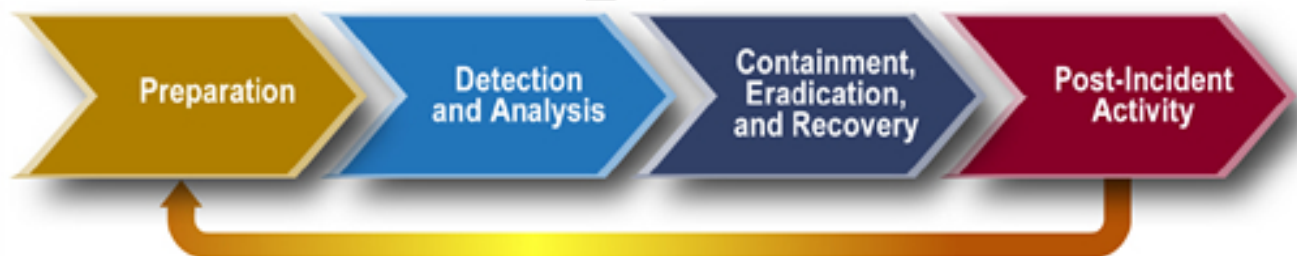 Preparation
Detection
and Analysis
Containment,
Eradication,
and Recovery
Post-Incident
Activity